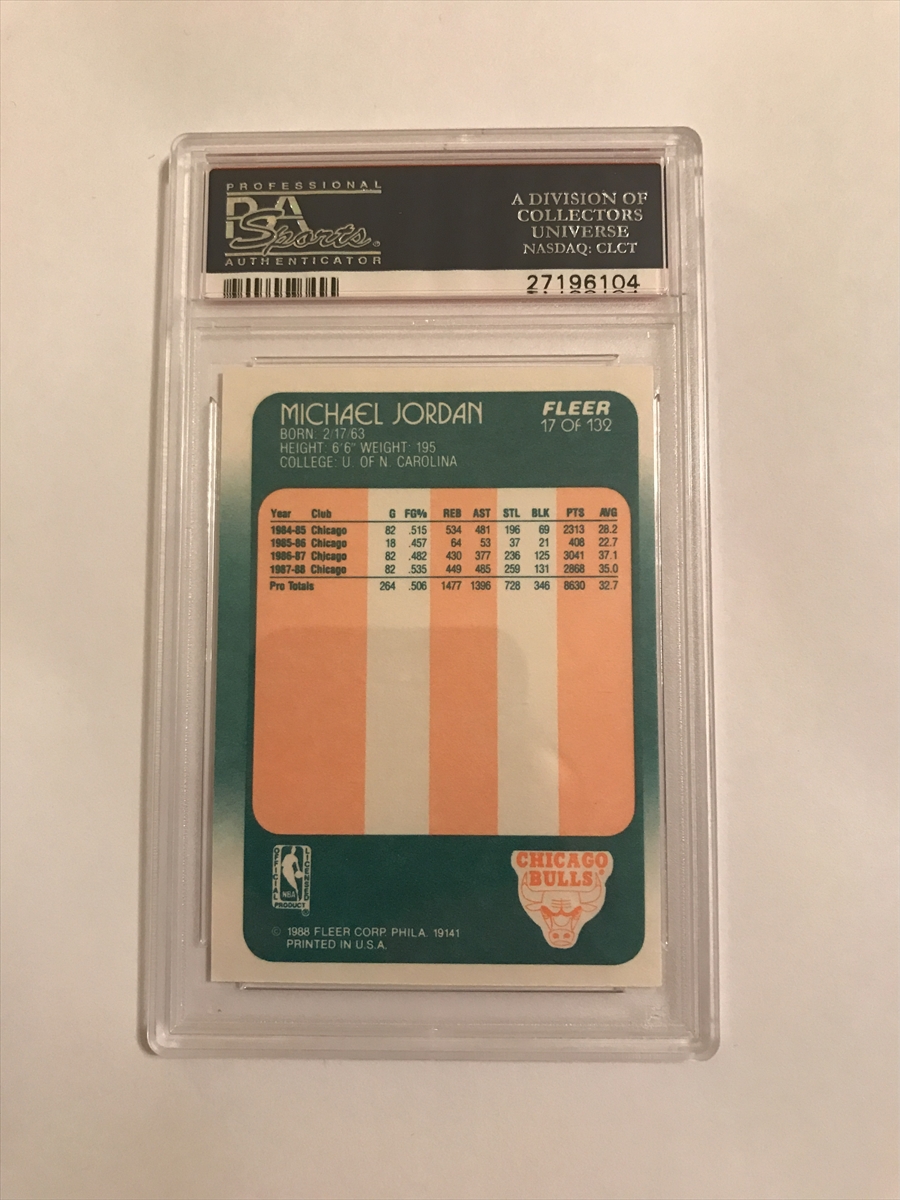 PROFESSIONAL
PSA
Sports®
AUTHENTICATOR
A DIVISION OF
COLLECTORS
UNIVERSE
NASDAQ: CLCT
27196104
MICHAEL JORDAN
BORN: 2/17/63
HEIGHT: 6'6" WEIGHT: 195
COLLEGE: U. OF N. CAROLINA
FLEER
17 OF 132
Year Club G FG% REB AST STL BLK PTS AVG
1984-85 Chicago 82 .515 534 481 196 69 2313 28.2
1985-86 Chicago 18 .457 64 53 37 21 408 22.7
1986-87 Chicago 82 .482 430 377 236 125 3041 37.1
1987-88 Chicago 82 .535 449 485 259 131 2868 35.0
Pro Totals 264 .506 1477 1396 728 346 8630 32.7
OFFICIAL
LICENSED
NBA
PRODUCT
®
CHICAGO
BULLS®
© 1988 FLEER CORP. PHILA. 19141
PRINTED IN U.S.A.